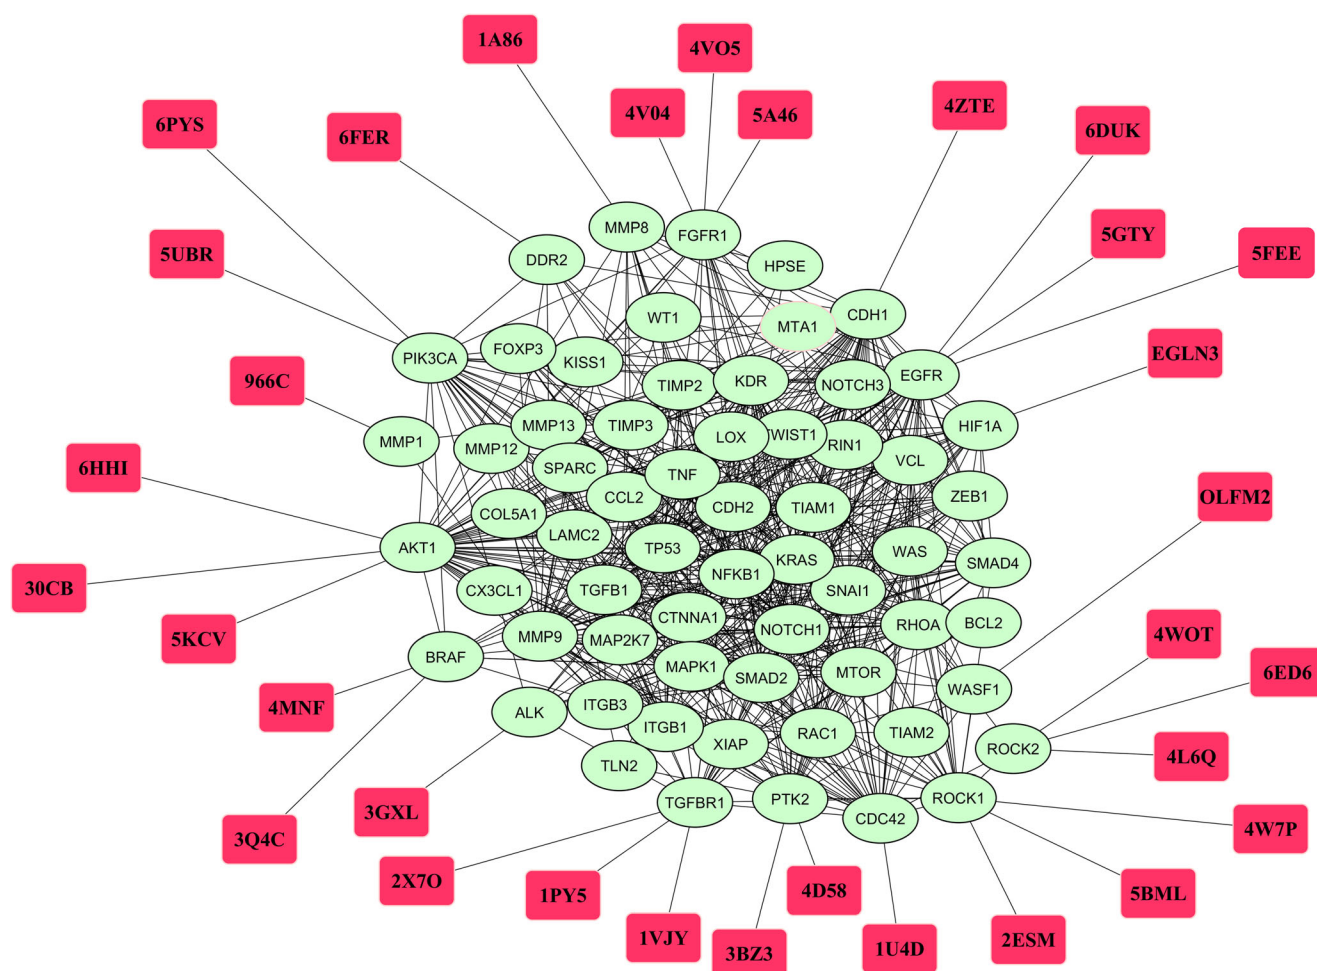 1A86
4VO5
4V04
5A46
4ZTE
6PYS
6FER
6DUK
5UBR
5GTY
5FEE
MMP8
FGFR1
DDR2
HPSE
CDH1
WT1
MTA1
EGLN3
966C
PIK3CA
FOXP3
KISS1
TIMP2
KDR
NOTCH3
EGFR
MMP1
MMP12
MMP13
TIMP3
LOX
WIST1
RIN1
HIF1A
6HHI
SPARC
TNF
VCL
CCL2
CDH2
TIAM1
ZEB1
OLFM2
COL5A1
LAMC2
AKT1
TP53
KRAS
WAS
SMAD4
30CB
NFKB1
CX3CL1
TGFB1
SNAI1
5KCV
CTNNA1
NOTCH1
RHOA
BCL2
MMP9
MAP2K7
4WOT
BRAF
MAPK1
SMAD2
MTOR
WASF1
6ED6
4MNF
ALK
ITGB3
ITGB1
XIAP
RAC1
TIAM2
ROCK2
4L6Q
TLN2
3GXL
TGFBR1
PTK2
CDC42
ROCK1
4W7P
3Q4C
2X7O
1PY5
4D58
5BML
1VJY
3BZ3
1U4D
2ESM